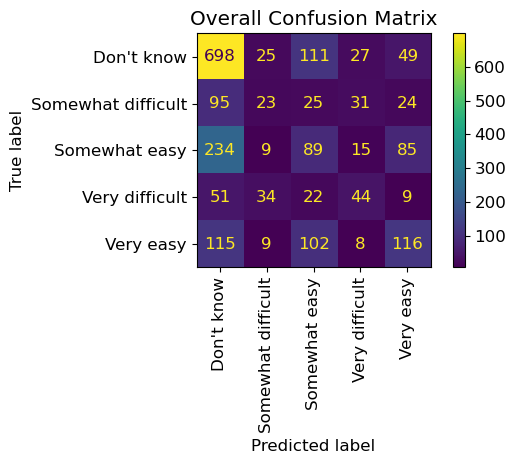 Overall Confusion Matrix
Don't know 698 25 111 27 49
Somewhat difficult 95 23 25 31 24
Somewhat easy 234 9 89 15 85
Very difficult 51 34 22 44 9
Very easy 115 9 102 8 116
True label
Don't know
Somewhat difficult
Somewhat easy
Very difficult
Very easy
Predicted label
600
500
400
300
200
100